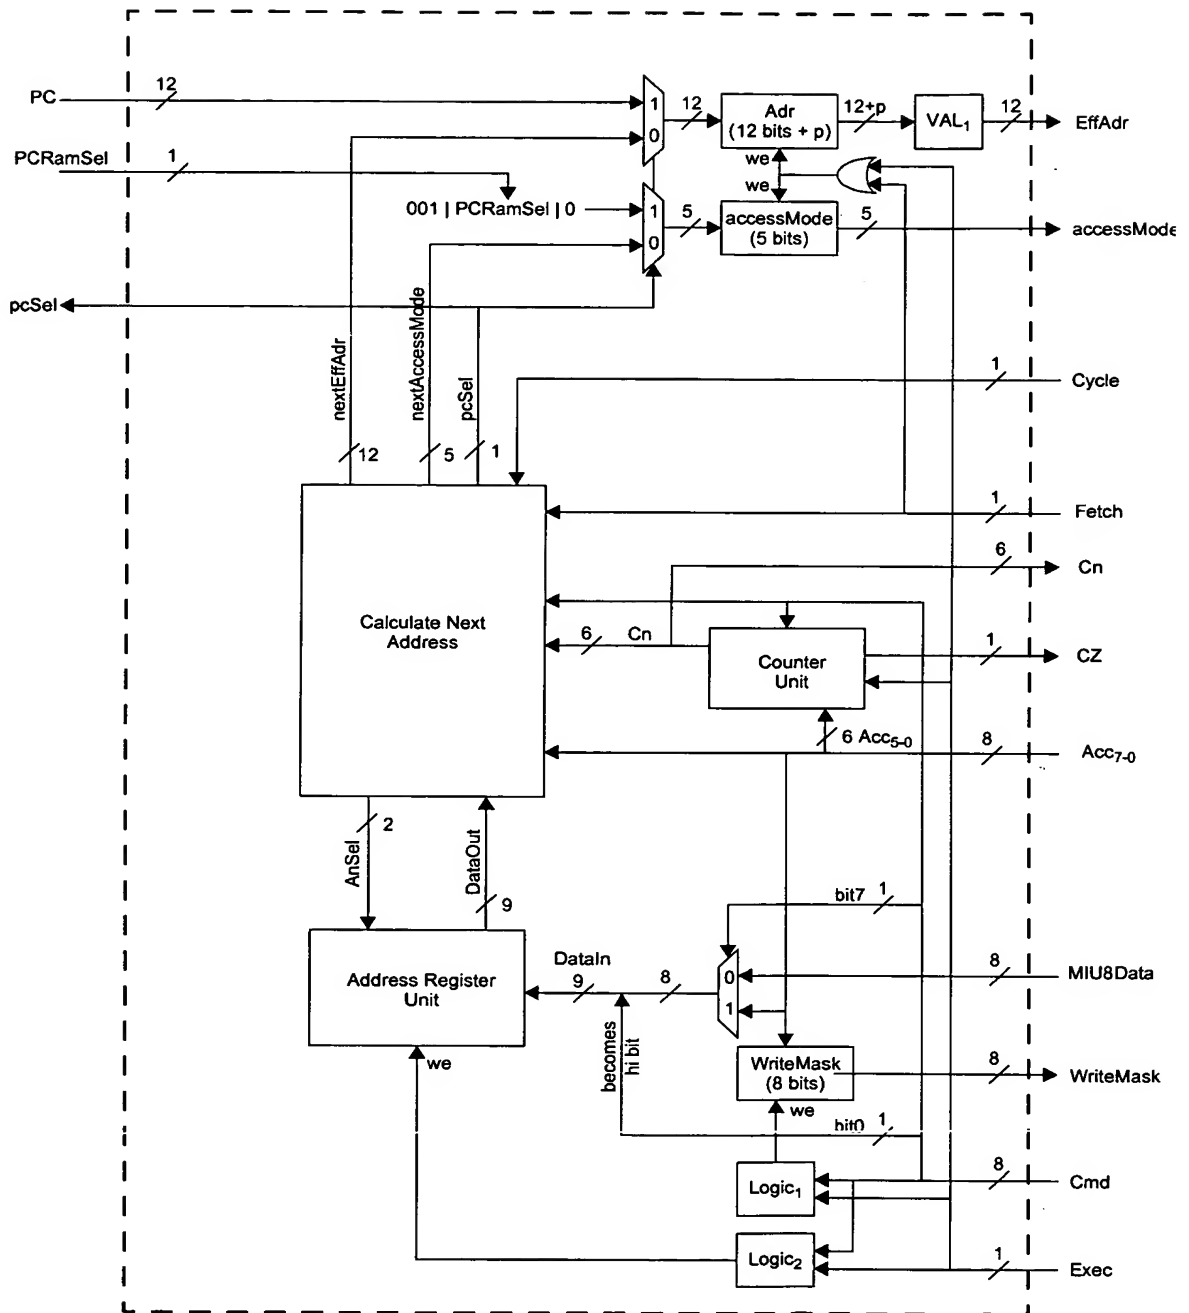 PC
12
1
0
12
Adr
(12 bits + p)
12+p
VAL1
12
EffAdr
PCRamSel
1
we
we
001 | PCRamSel | 0
1
0
5
accessMode
(5 bits)
5
accessMode
pcSel
nextEffAdr
nextAccessMode
pcSel
1
Cycle
12
5
1
1
Fetch
6
Cn
Calculate Next
Address
6
Cn
Counter
Unit
1
CZ
6 Acc5-0
8
Acc7-0
2
AnSel
DataOut
9
bit7
1
Address Register
Unit
DataIn
9
8
0
1
8
MIU8Data
becomes
hi bit
we
WriteMask
(8 bits)
8
WriteMask
we
bit0
1
Logic1
8
Cmd
Logic2
1
Exec